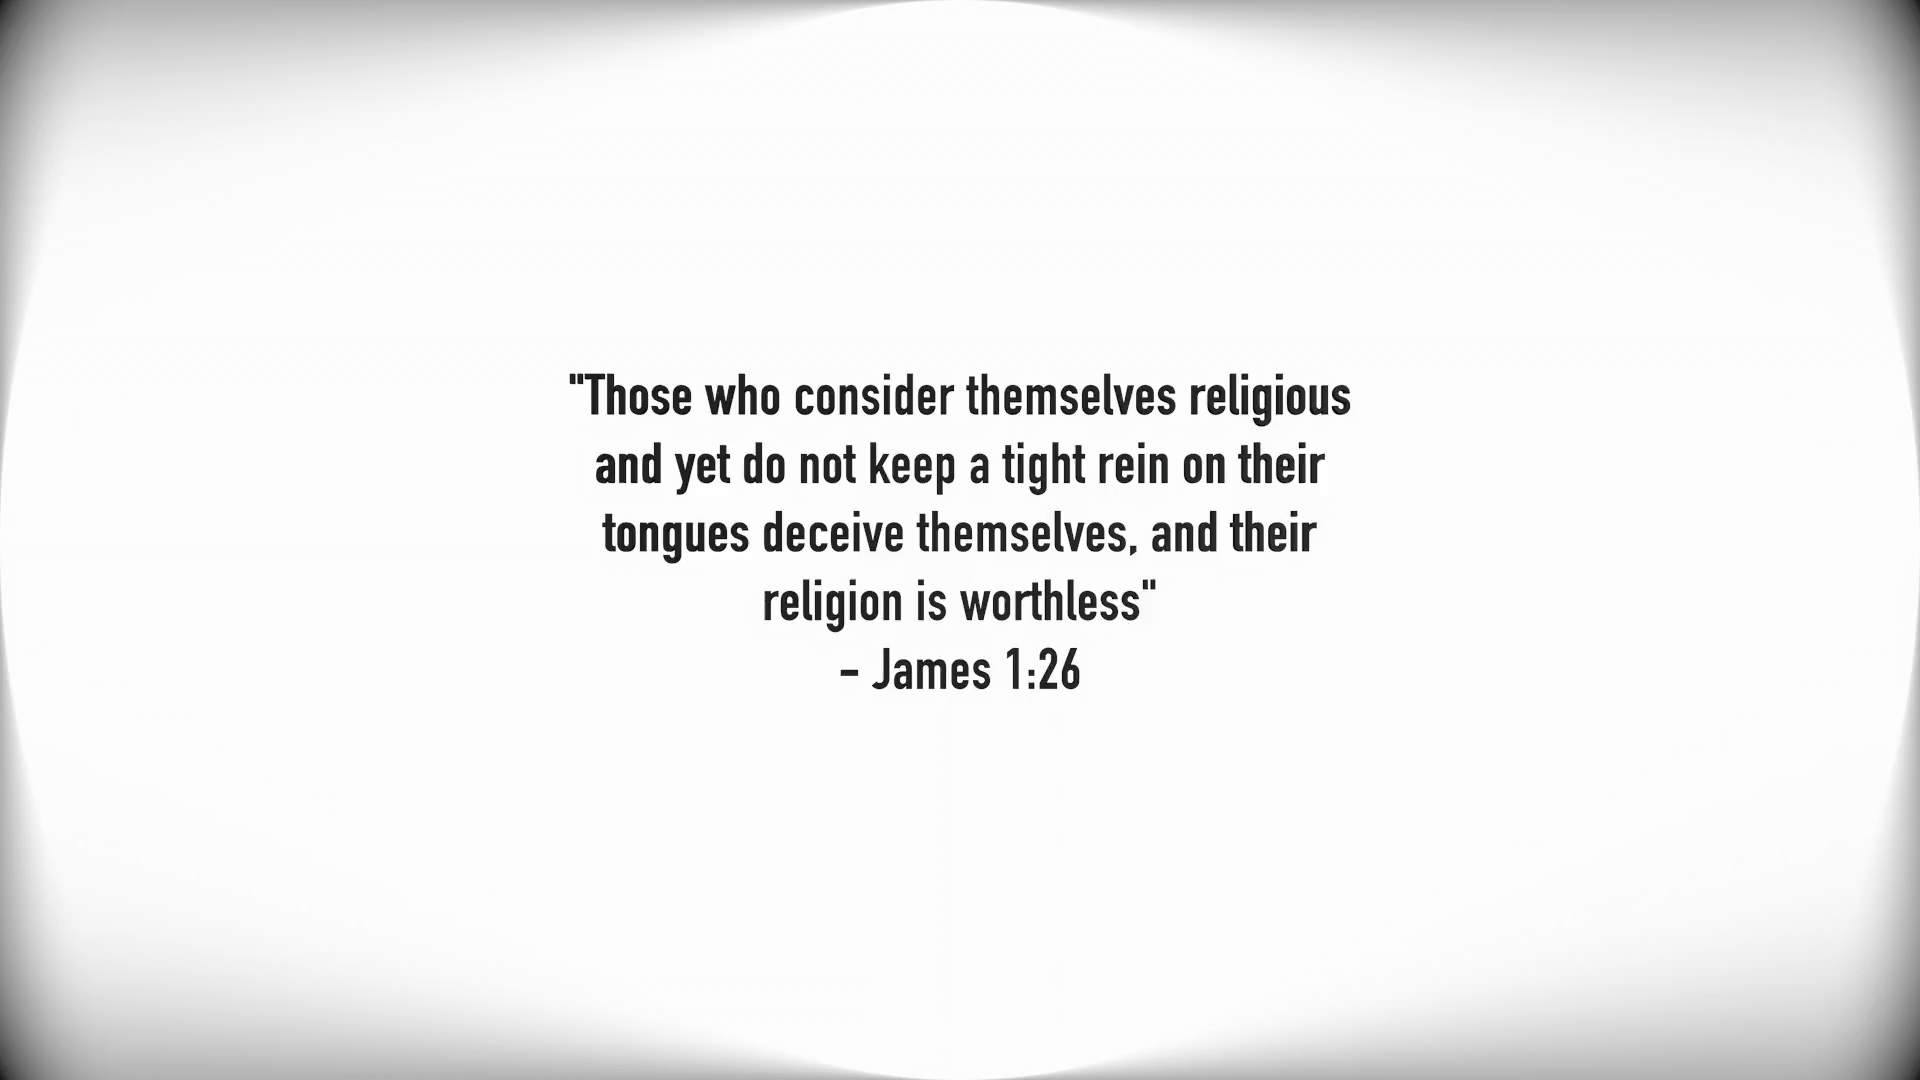 "Those who consider themselves religious
and yet do not keep a tight rein on their
tongues deceive themselves, and their
religion is worthless"
- James 1:26